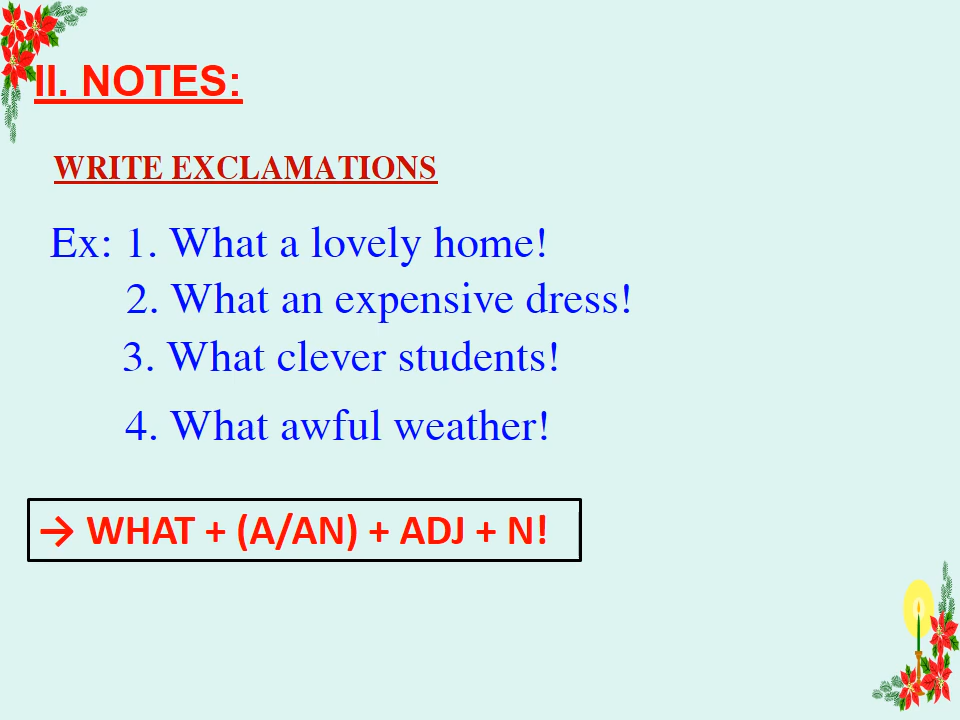 II. NOTES:
WRITE EXCLAMATIONS
Ex: 1. What a lovely home!
2. What an expensive dress!
3. What clever students!
4. What awful weather!
→ WHAT + (A/AN) + ADJ + N!